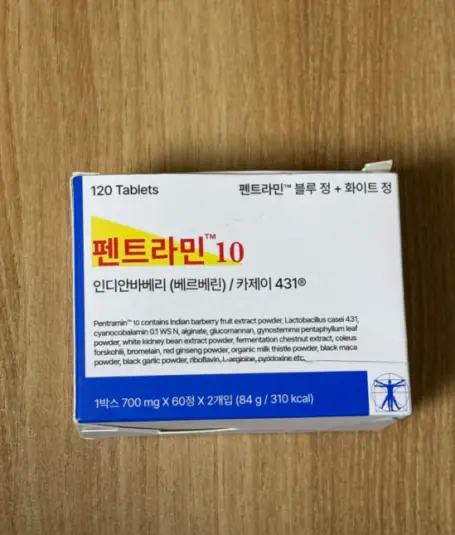 120 Tablets
펜트라민™ 블루 정 + 화이트 정
펜트라민™ 10
인디안바베리 (베르베린) / 카제이 431®
Pentramin™ 10 contains Indian barberry fruit extract powder, Lactobacillus casei 431,
cyanocobalamin 0.1 WS N, alginate, glucomannan, gynostemma pentaphyllum leaf
powder, white kidney bean extract powder, fermentation chestnut extract, coleus
forskohlii, bromelain, red ginseng powder, organic milk thistle powder, black maca
powder, black garlic powder, riboflavin, L-arginine, pyridoxine etc.
1박스 700 mg X 60정 X 2개입 (84 g / 310 kcal)